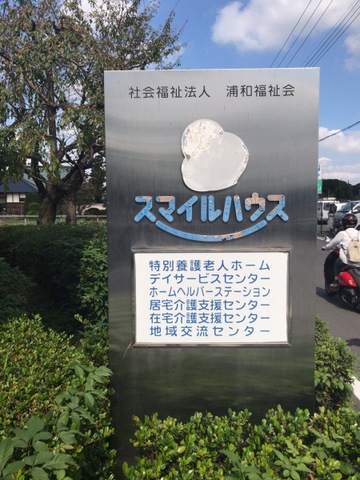 社会福祉法人　浦和福祉会
スマイルハウス
特別養護老人ホーム
デイサービスセンター
ホームヘルパーステーション
居宅介護支援センター
在宅介護支援センター
地域交流センター